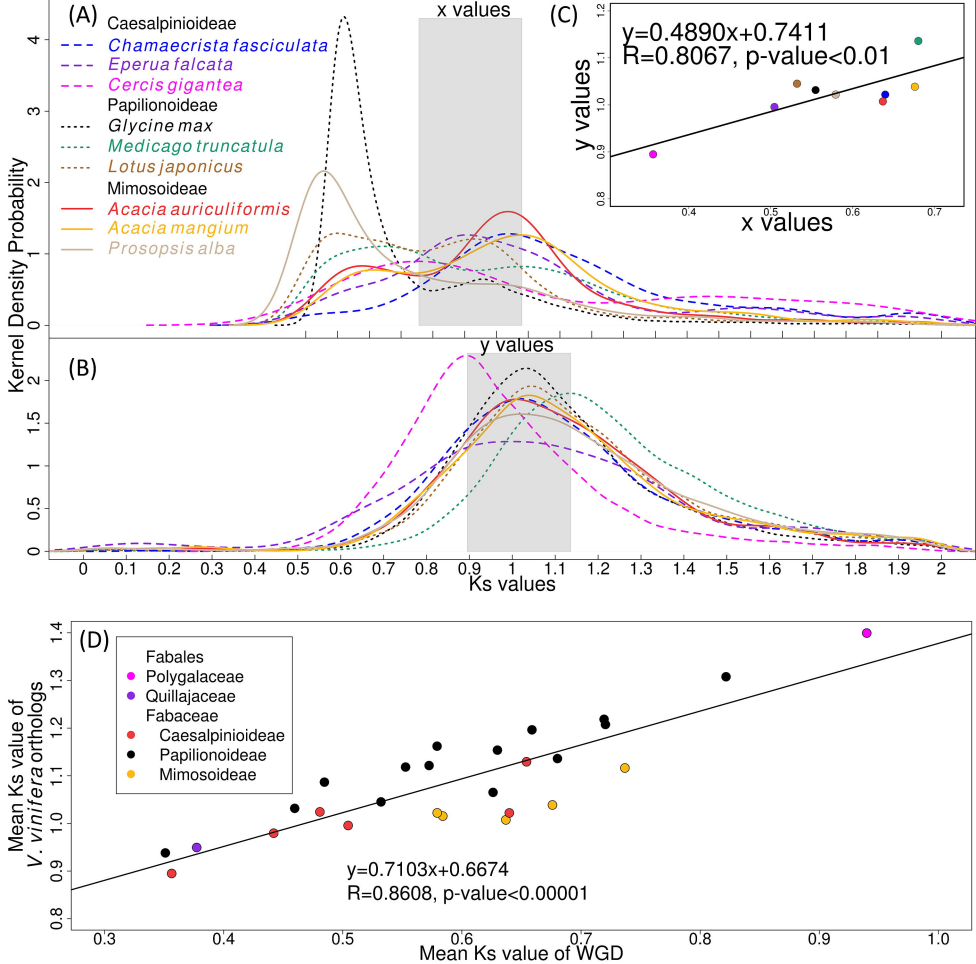 x values
(A)
Caesalpinioideae
Chamaecrista fasciculata
Eperua falcata
Cercis gigantea
Papilionoideae
Glycine max
Medicago truncatula
Lotus japonicus
Mimosoideae
Acacia auriculiformis
Acacia mangium
Prosopsis alba
4
3
2
1
0
Kernel Density Probability
(C)
y=0.4890x+0.7411
R=0.8067, p-value<0.01
y values
1.2
1.1
1.0
0.9
0.8
0.4
0.5
0.6
0.7
x values
(B)
y values
2
1.5
1
0.5
0
0 0.1 0.2 0.3 0.4 0.5 0.6 0.7 0.8 0.9 1 1.1 1.2 1.3 1.4 1.5 1.6 1.7 1.8 1.9 2
Ks values
(D)
Fabales
Polygalaceae
Quillajaceae
Fabaceae
Caesalpinioideae
Papilionoideae
Mimosoideae
Mean Ks value of
V. vinifera orthologs
1.4
1.3
1.2
1.1
1.0
0.9
0.8
y=0.7103x+0.6674
R=0.8608, p-value<0.00001
0.3 0.4 0.5 0.6 0.7 0.8 0.9 1.0
Mean Ks value of WGD